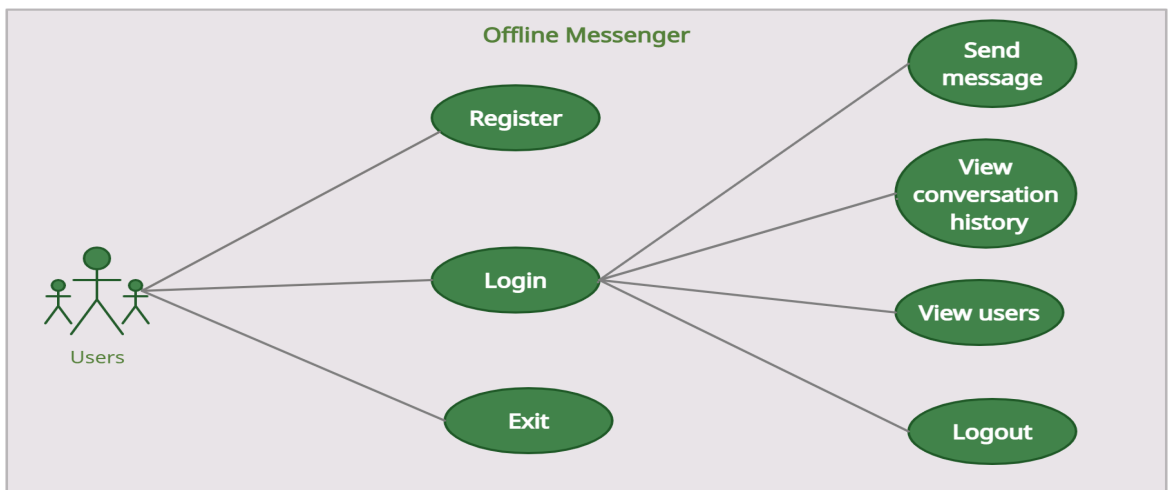 Offline Messenger
Send
message
Register
View
conversation
history
Login
View users
Users
Exit
Logout